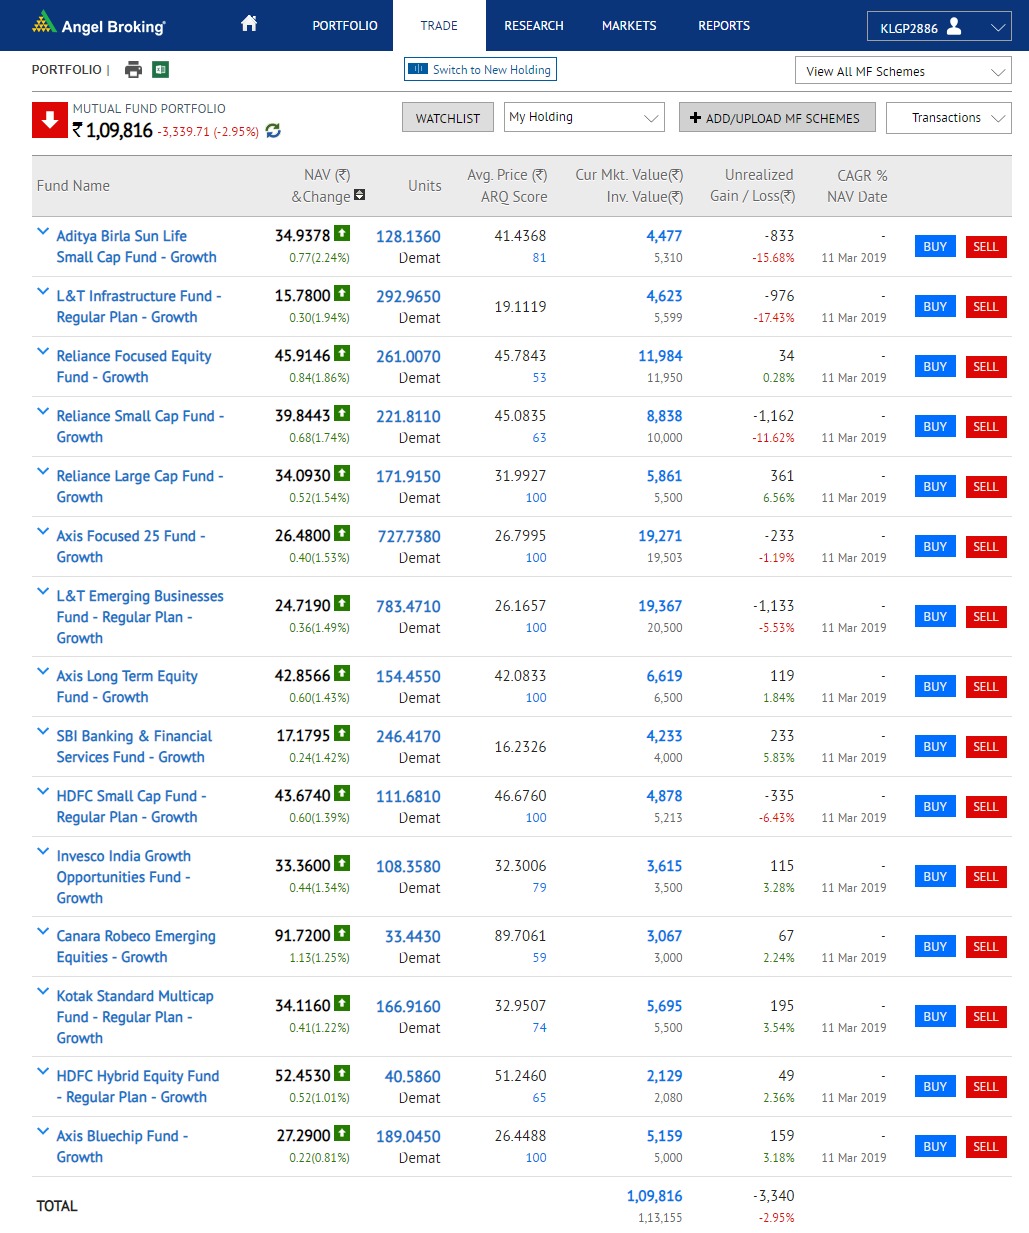 Angel Broking
PORTFOLIO
TRADE
RESEARCH
MARKETS
REPORTS
KLGP2886
PORTFOLIO |
Switch to New Holding
View All MF Schemes
MUTUAL FUND PORTFOLIO
₹ 1,09,816 -3,339.71 (-2.95%)
WATCHLIST
My Holding
+ ADD/UPLOAD MF SCHEMES
Transactions
Fund Name
NAV (₹)
&Change
Units
Avg. Price (₹)
ARQ Score
Cur Mkt. Value(₹)
Inv. Value(₹)
Unrealized
Gain / Loss(₹)
CAGR %
NAV Date
Aditya Birla Sun Life 34.9378 128.1360 41.4368 4,477 -833 -
Small Cap Fund - Growth 0.77(2.24%) Demat 81 5,310 -15.68% 11 Mar 2019 BUY SELL
L&T Infrastructure Fund - 15.7800 292.9650 19.1119 4,623 -976 -
Regular Plan - Growth 0.30(1.94%) Demat 5,599 -17.43% 11 Mar 2019 BUY SELL
Reliance Focused Equity 45.9146 261.0070 45.7843 11,984 34 -
Fund - Growth 0.84(1.86%) Demat 53 11,950 0.28% 11 Mar 2019 BUY SELL
Reliance Small Cap Fund - 39.8443 221.8110 45.0835 8,838 -1,162 -
Growth 0.68(1.74%) Demat 63 10,000 -11.62% 11 Mar 2019 BUY SELL
Reliance Large Cap Fund - 34.0930 171.9150 31.9927 5,861 361 -
Growth 0.52(1.54%) Demat 100 5,500 6.56% 11 Mar 2019 BUY SELL
Axis Focused 25 Fund - 26.4800 727.7380 26.7995 19,271 -233 -
Growth 0.40(1.53%) Demat 100 19,503 -1.19% 11 Mar 2019 BUY SELL
L&T Emerging Businesses 24.7190 783.4710 26.1657 19,367 -1,133 -
Fund - Regular Plan - 0.36(1.49%) Demat 100 20,500 -5.53% 11 Mar 2019 BUY SELL
Growth
Axis Long Term Equity 42.8566 154.4550 42.0833 6,619 119 -
Fund - Growth 0.60(1.43%) Demat 100 6,500 1.84% 11 Mar 2019 BUY SELL
SBI Banking & Financial 17.1795 246.4170 16.2326 4,233 233 -
Services Fund - Growth 0.24(1.42%) Demat 4,000 5.83% 11 Mar 2019 BUY SELL
HDFC Small Cap Fund - 43.6740 111.6810 46.6760 4,878 -335 -
Regular Plan - Growth 0.60(1.39%) Demat 100 5,213 -6.43% 11 Mar 2019 BUY SELL
Invesco India Growth 33.3600 108.3580 32.3006 3,615 115 -
Opportunities Fund - 0.44(1.34%) Demat 79 3,500 3.28% 11 Mar 2019 BUY SELL
Growth
Canara Robeco Emerging 91.7200 33.4430 89.7061 3,067 67 -
Equities - Growth 1.13(1.25%) Demat 59 3,000 2.24% 11 Mar 2019 BUY SELL
Kotak Standard Multicap 34.1160 166.9160 32.9507 5,695 195 -
Fund - Regular Plan - 0.41(1.22%) Demat 74 5,500 3.54% 11 Mar 2019 BUY SELL
Growth
HDFC Hybrid Equity Fund 52.4530 40.5860 51.2460 2,129 49 -
- Regular Plan - Growth 0.52(1.01%) Demat 65 2,080 2.36% 11 Mar 2019 BUY SELL
Axis Bluechip Fund - 27.2900 189.0450 26.4488 5,159 159 -
Growth 0.22(0.81%) Demat 100 5,000 3.18% 11 Mar 2019 BUY SELL
TOTAL 1,09,816 -3,340
1,13,155 -2.95%